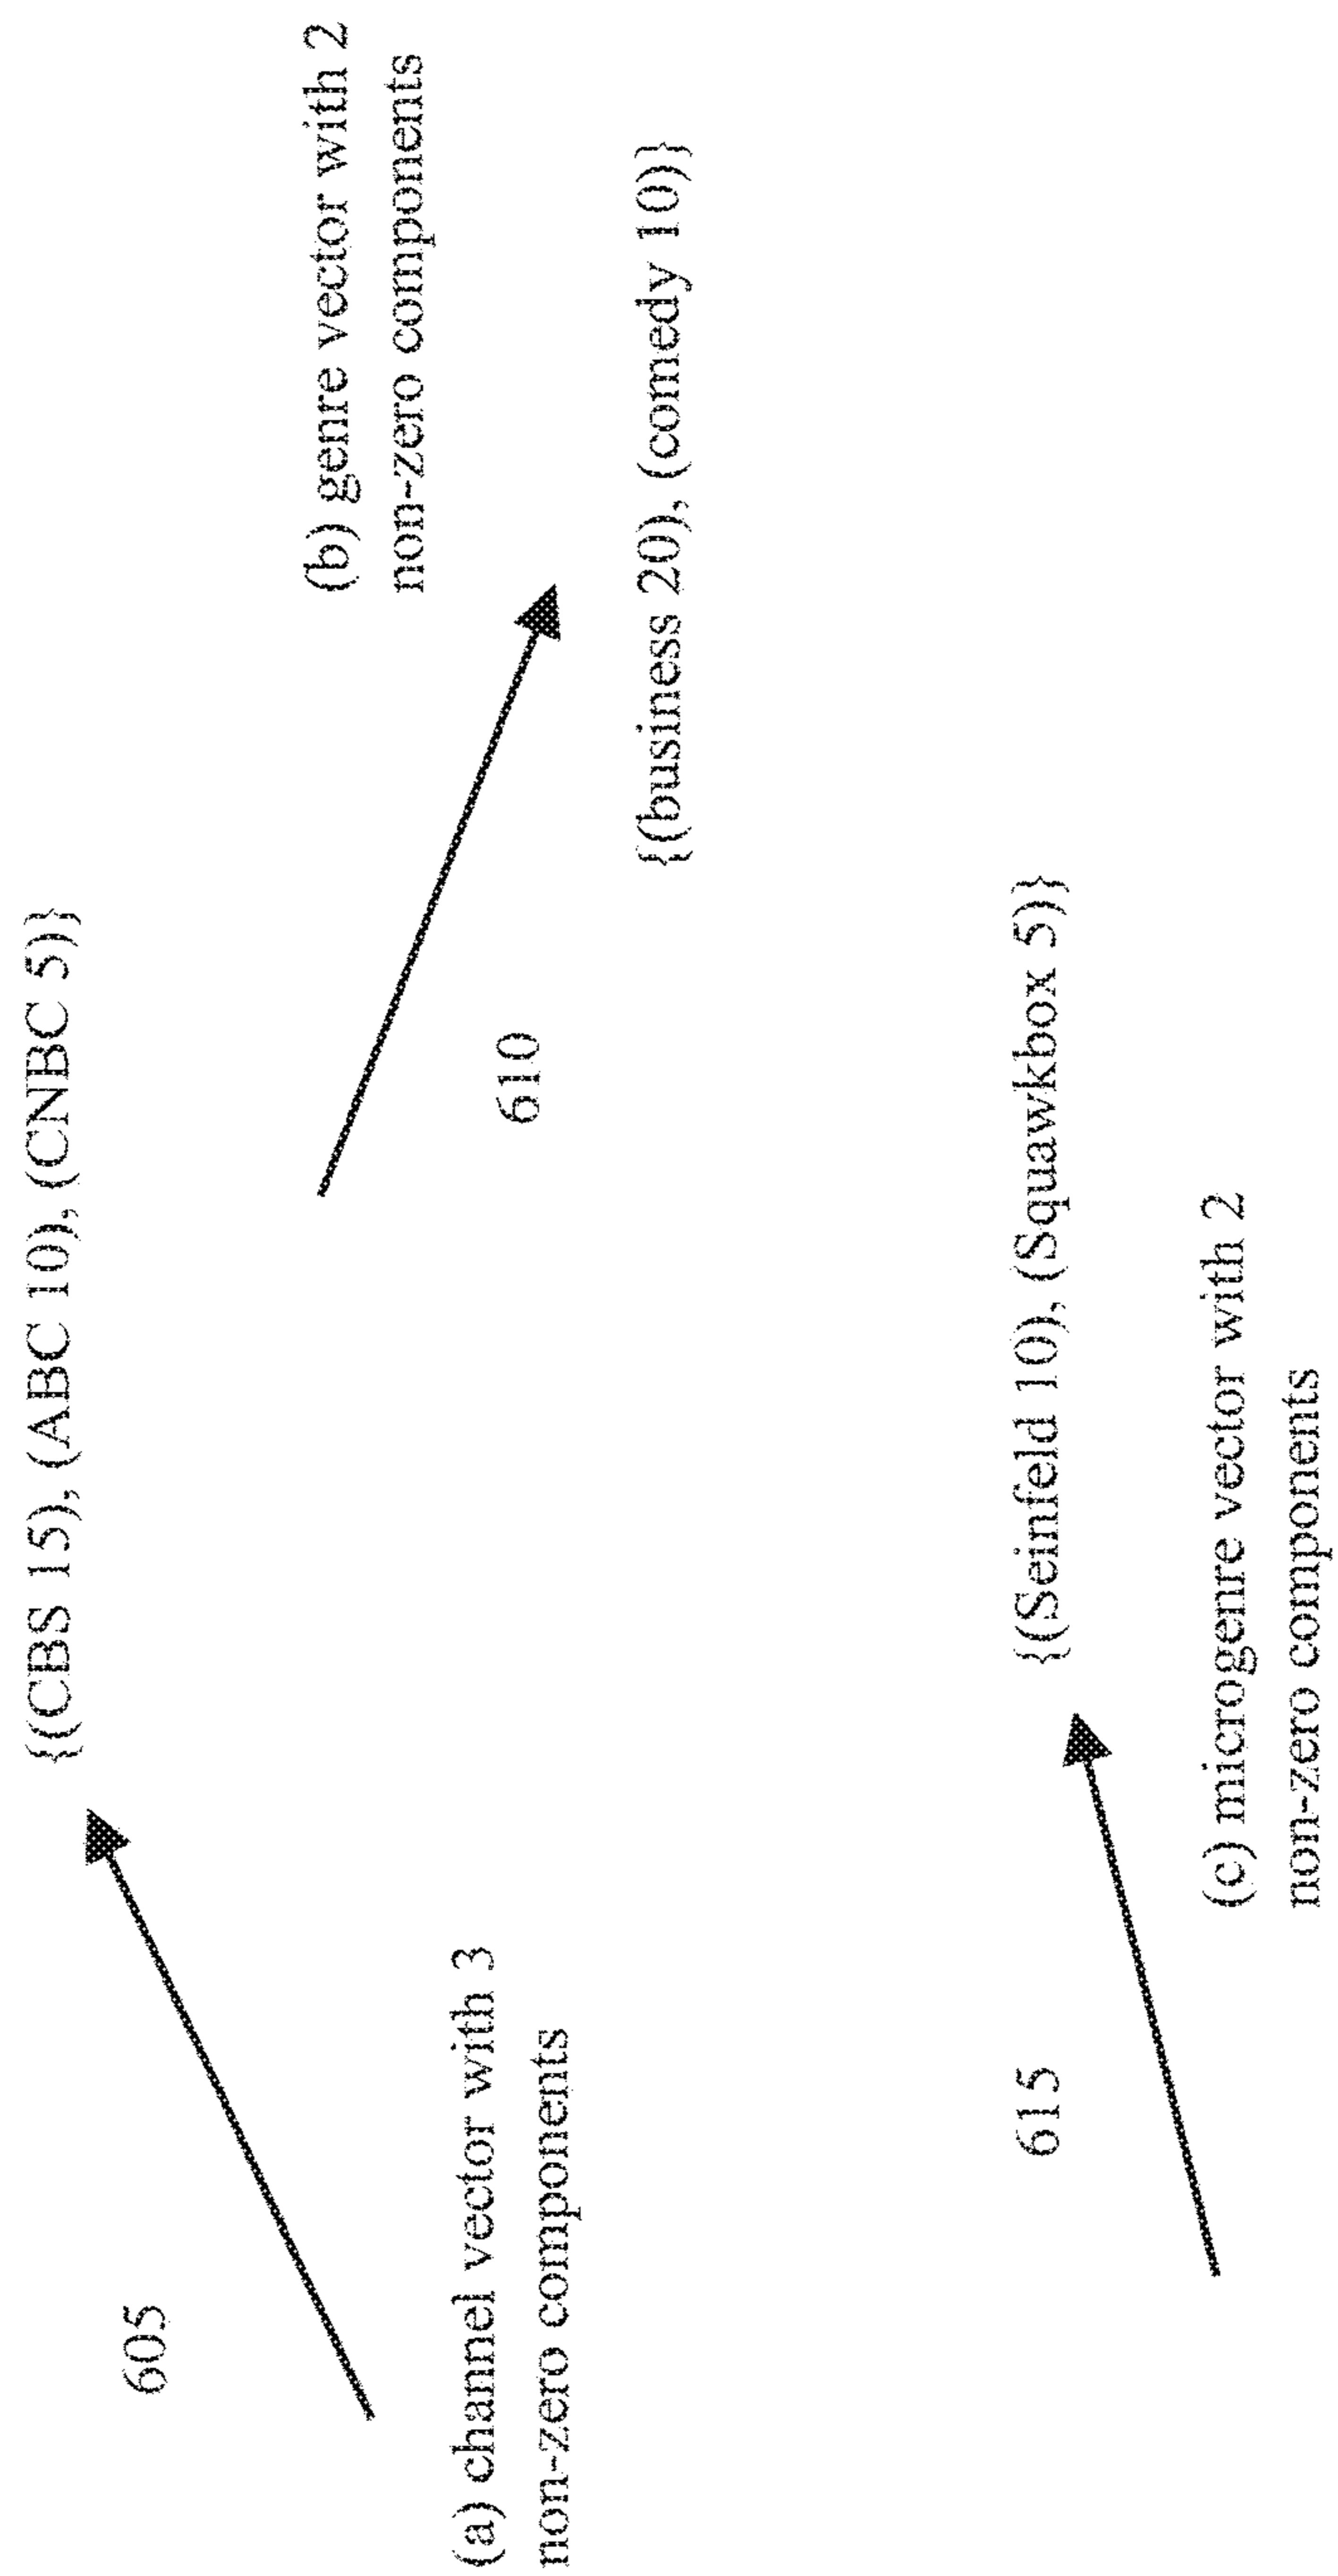 {(CBS 15), (ABC 10), (CNBC 5)}
605
(a) channel vector with 3
non-zero components
(b) genre vector with 2
non-zero components
610
{(business 20), (comedy 10)}
615
{(Seinfeld 10), (Squawkbox 5)}
(c) microgenre vector with 2
non-zero components